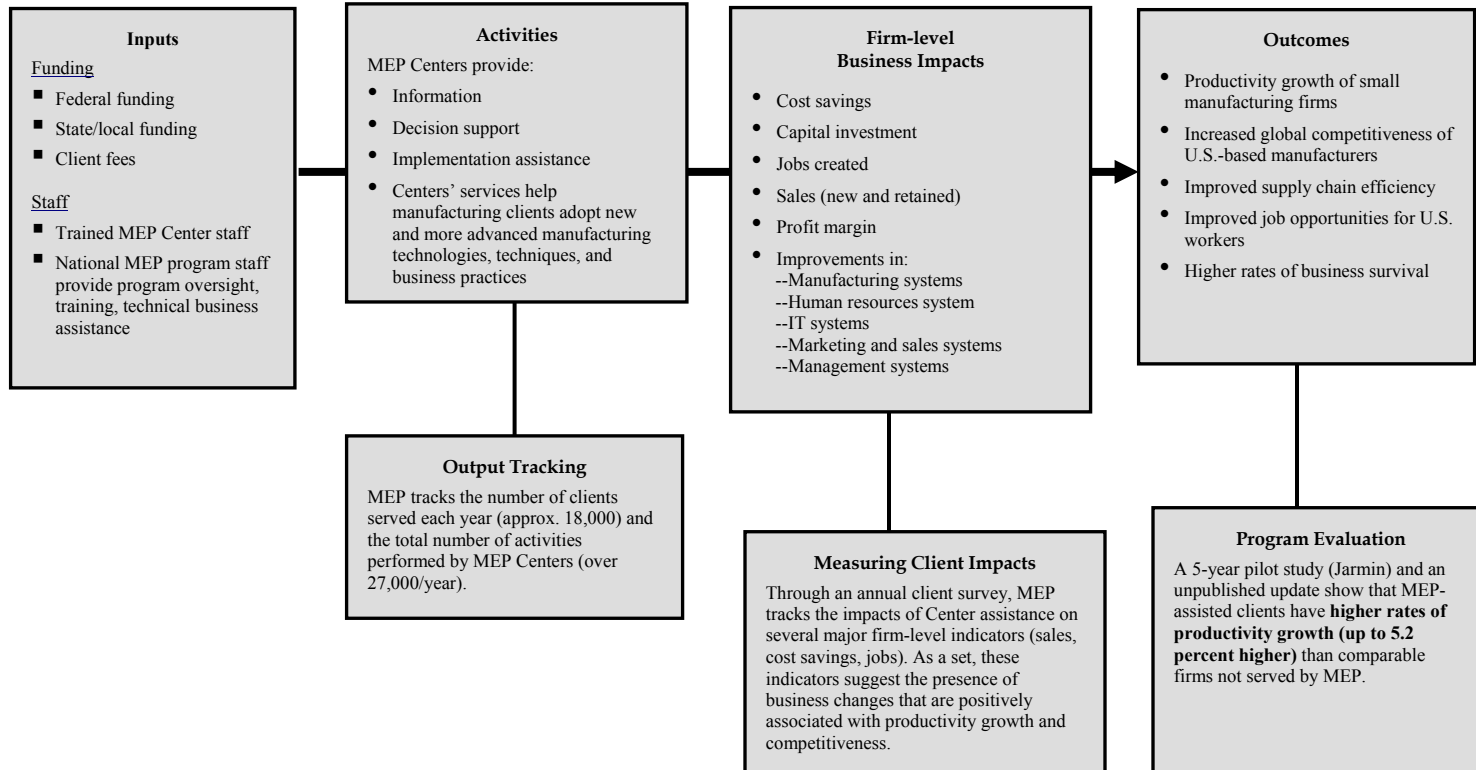 Inputs
Funding
■ Federal funding
■ State/local funding
■ Client fees
Staff
■ Trained MEP Center staff
■ National MEP program staff
provide program oversight,
training, technical business
assistance
Activities
MEP Centers provide:
• Information
• Decision support
• Implementation assistance
• Centers’ services help
manufacturing clients adopt new
and more advanced manufacturing
technologies, techniques, and
business practices
Firm-level
Business Impacts
• Cost savings
• Capital investment
• Jobs created
• Sales (new and retained)
• Profit margin
• Improvements in:
--Manufacturing systems
--Human resources system
--IT systems
--Marketing and sales systems
--Management systems
Outcomes
• Productivity growth of small
manufacturing firms
• Increased global competitiveness of
U.S.-based manufacturers
• Improved supply chain efficiency
• Improved job opportunities for U.S.
workers
• Higher rates of business survival
Output Tracking
MEP tracks the number of clients
served each year (approx. 18,000) and
the total number of activities
performed by MEP Centers (over
27,000/year).
Measuring Client Impacts
Through an annual client survey, MEP
tracks the impacts of Center assistance on
several major firm-level indicators (sales,
cost savings, jobs). As a set, these
indicators suggest the presence of
business changes that are positively
associated with productivity growth and
competitiveness.
Program Evaluation
A 5-year pilot study (Jarmin) and an
unpublished update show that MEP-
assisted clients have higher rates of
productivity growth (up to 5.2
percent higher) than comparable
firms not served by MEP.